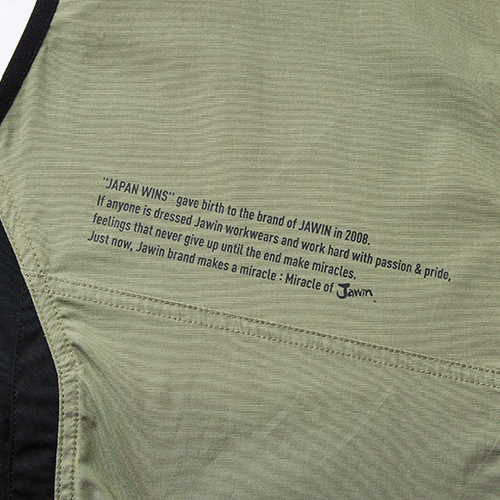 "JAPAN WINS" gave birth to the brand of JAWIN in 2008.
If anyone is dressed Jawin workwears and work hard with passion & pride,
feelings that never give up until the end make miracles.
Just now, Jawin brand makes a miracle : Miracle of Jawin.